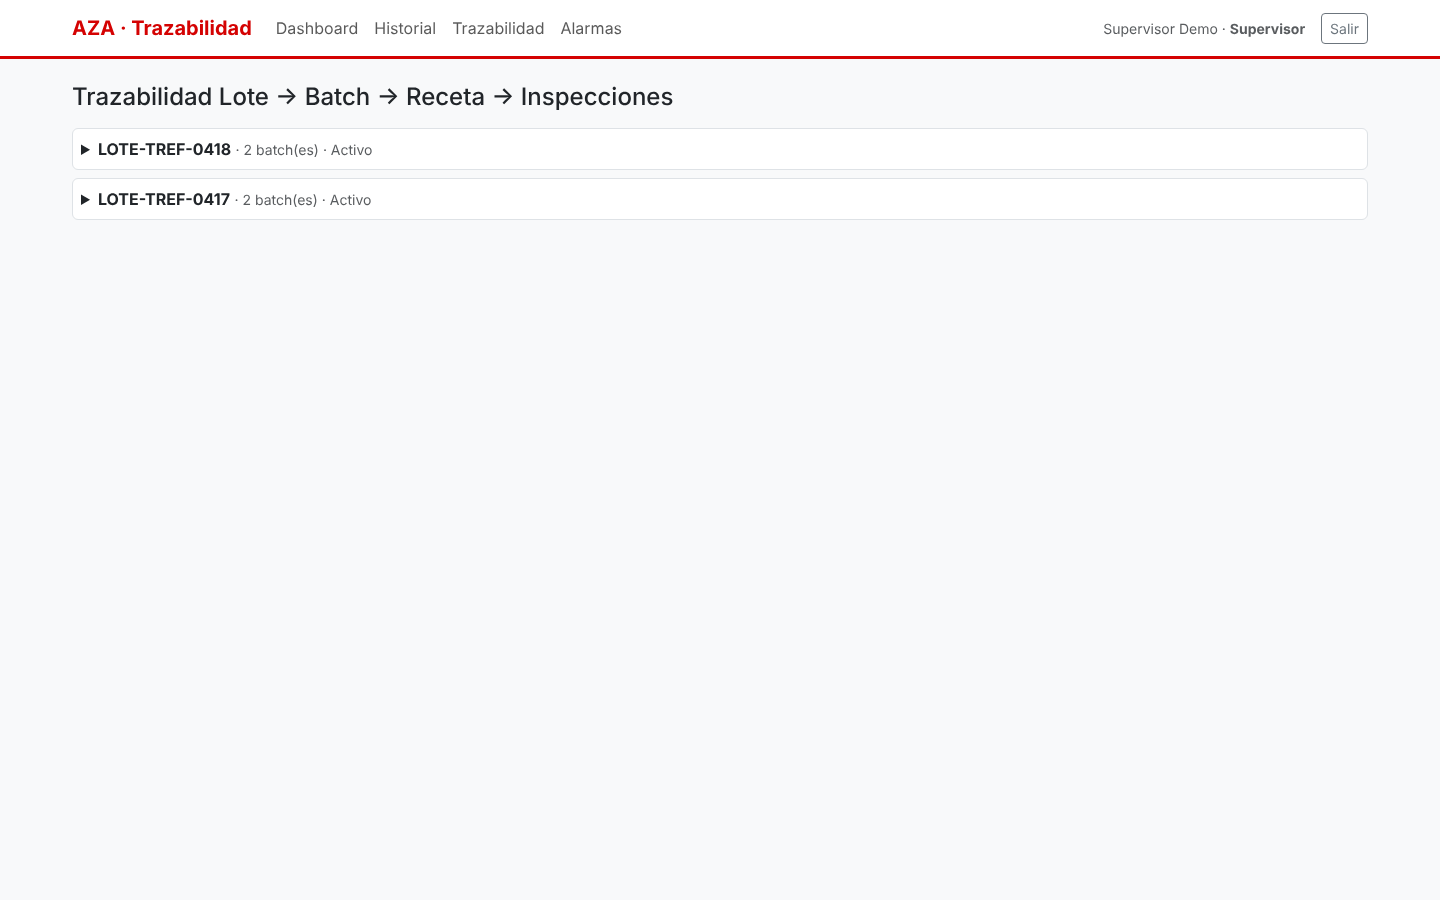 AZA · Trazabilidad Dashboard Historial Trazabilidad Alarmas Supervisor Demo · Supervisor Salir
Trazabilidad Lote → Batch → Receta → Inspecciones
LOTE-TREF-0418 · 2 batch(es) · Activo
LOTE-TREF-0417 · 2 batch(es) · Activo